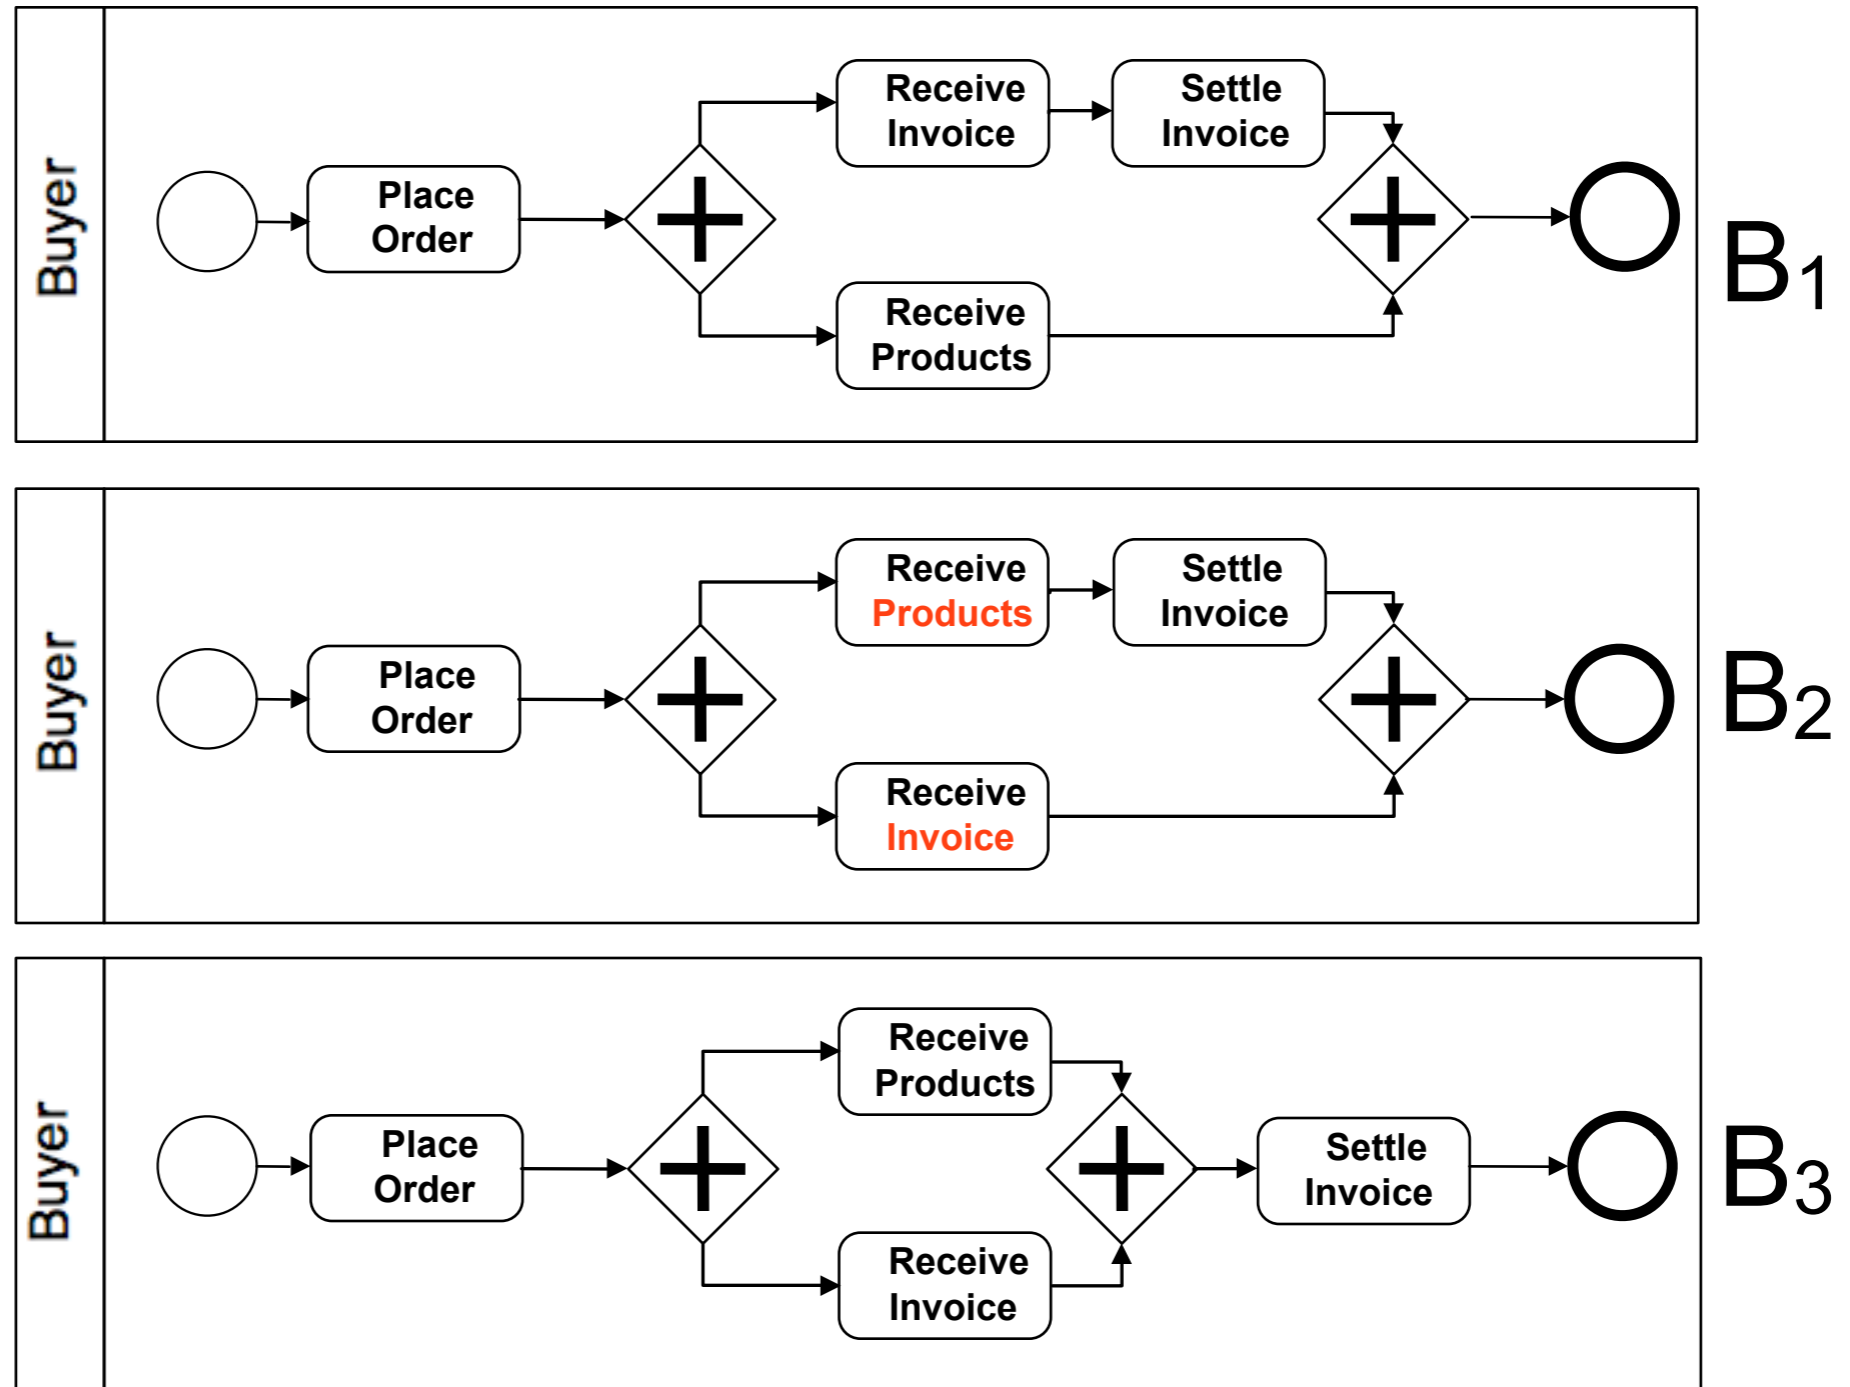 Buyer
Place
Order
Receive
Invoice
Settle
Invoice
Receive
Products
B1
Buyer
Place
Order
Receive
Products
Settle
Invoice
Receive
Invoice
B2
Buyer
Place
Order
Receive
Products
Receive
Invoice
Settle
Invoice
B3